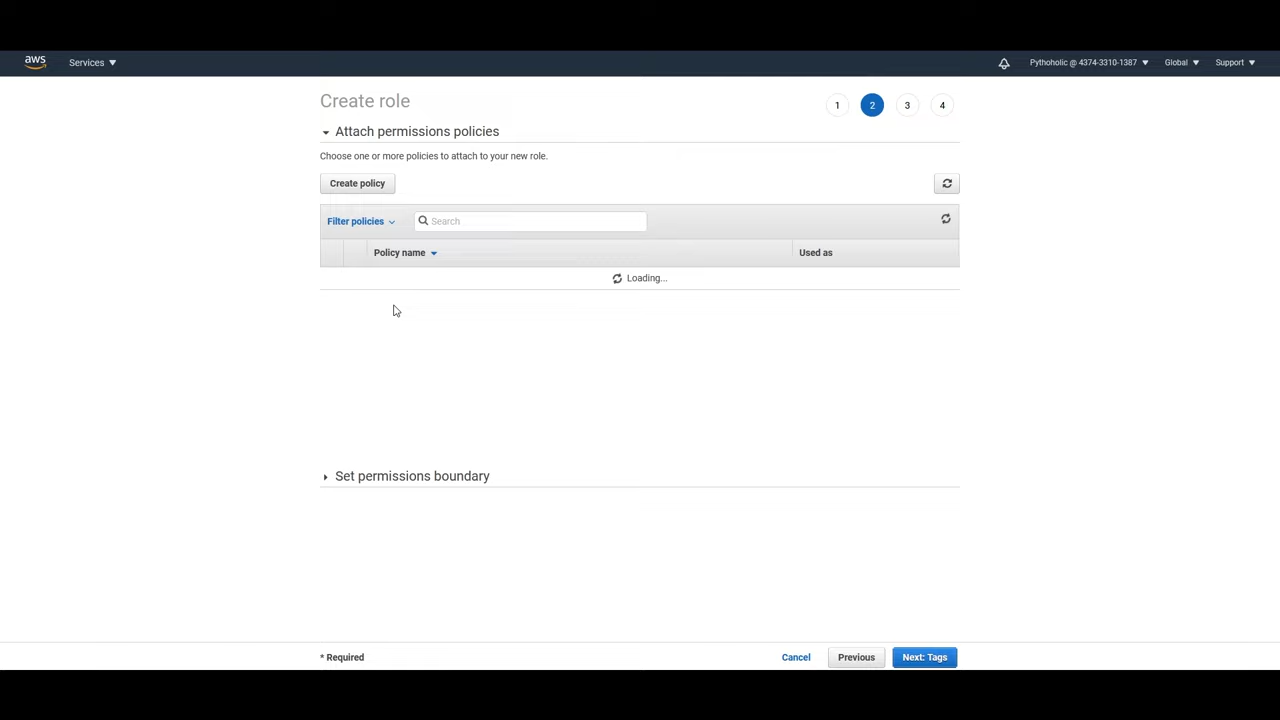 aws Services Pythoholic @ 4374-3310-1387 Global Support
Create role 1 2 3 4
Attach permissions policies
Choose one or more policies to attach to your new role.
Create policy
Filter policies Search
Policy name Used as
Loading...
Set permissions boundary
* Required Cancel Previous Next: Tags